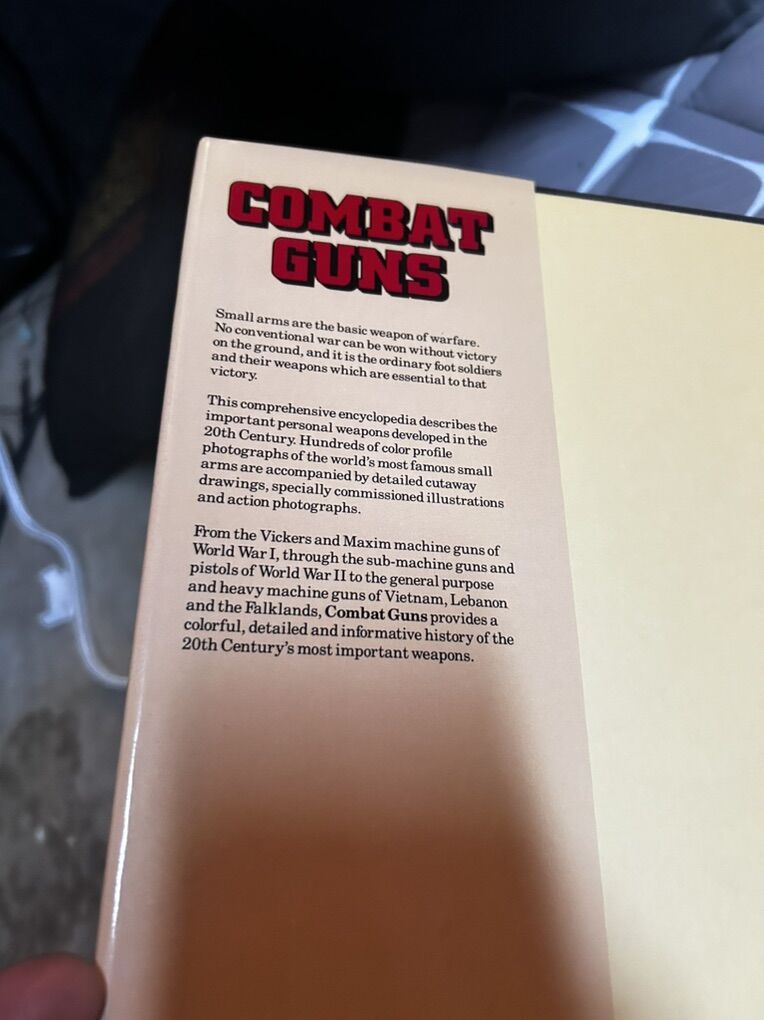 COMBAT
GUNS
Small arms are the basic weapon of warfare.
No conventional war can be won without victory
on the ground, and it is the ordinary foot soldiers
and their weapons which are essential to that
victory.
This comprehensive encyclopedia describes the
important personal weapons developed in the
20th Century. Hundreds of color profile
photographs of the world's most famous small
arms are accompanied by detailed cutaway
drawings, specially commissioned illustrations
and action photographs.
From the Vickers and Maxim machine guns of
World War I, through the sub-machine guns and
pistols of World War II to the general purpose
and heavy machine guns of Vietnam, Lebanon
and the Falklands, Combat Guns provides a
colorful, detailed and informative history of the
20th Century's most important weapons.